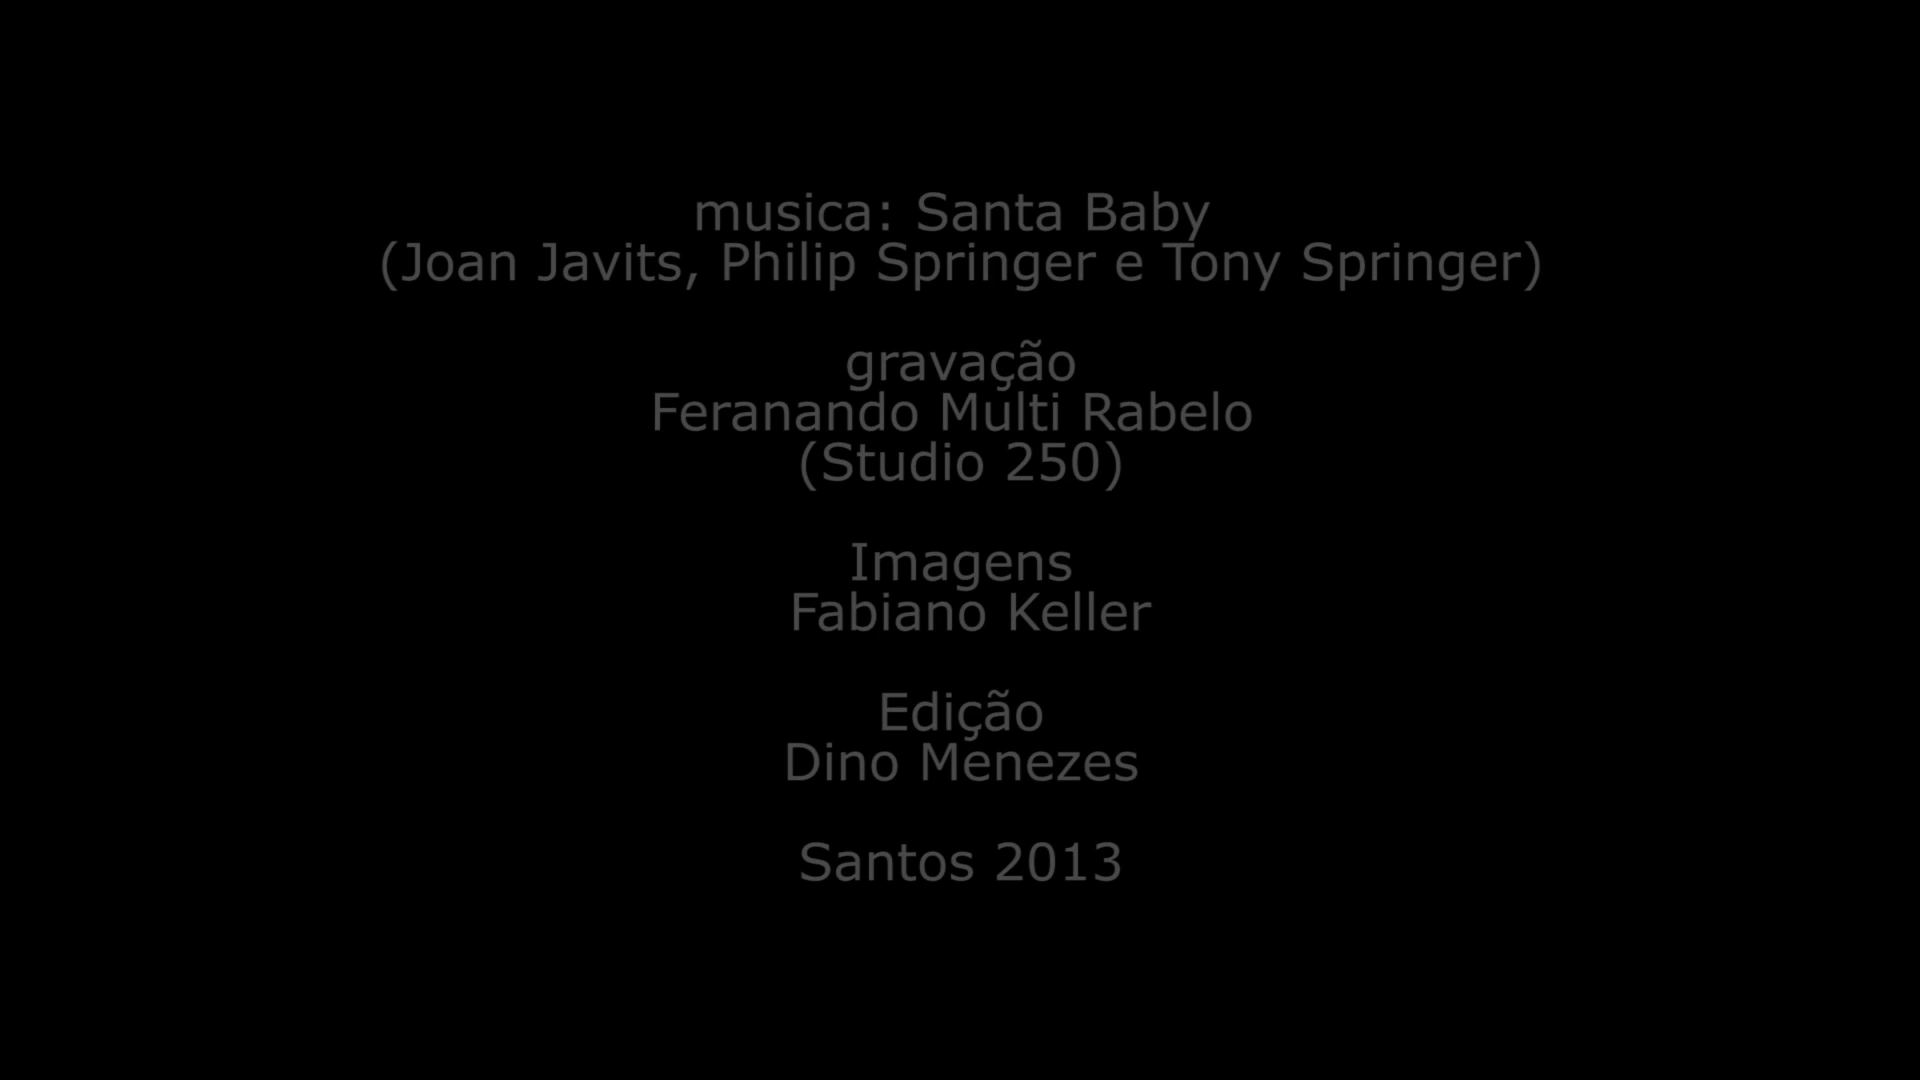 musica: Santa Baby
(Joan Javits, Philip Springer e Tony Springer)
gravação
Feranando Multi Rabelo
(Studio 250)
Imagens
Fabiano Keller
Edição
Dino Menezes
Santos 2013